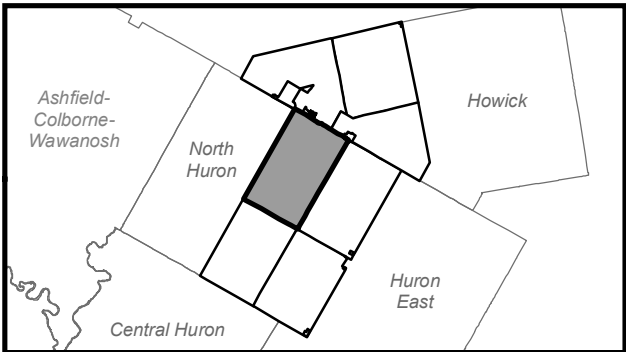 Ashfield-
Colborne-
Wawanosh
North
Huron
Howick
Huron
East
Central Huron